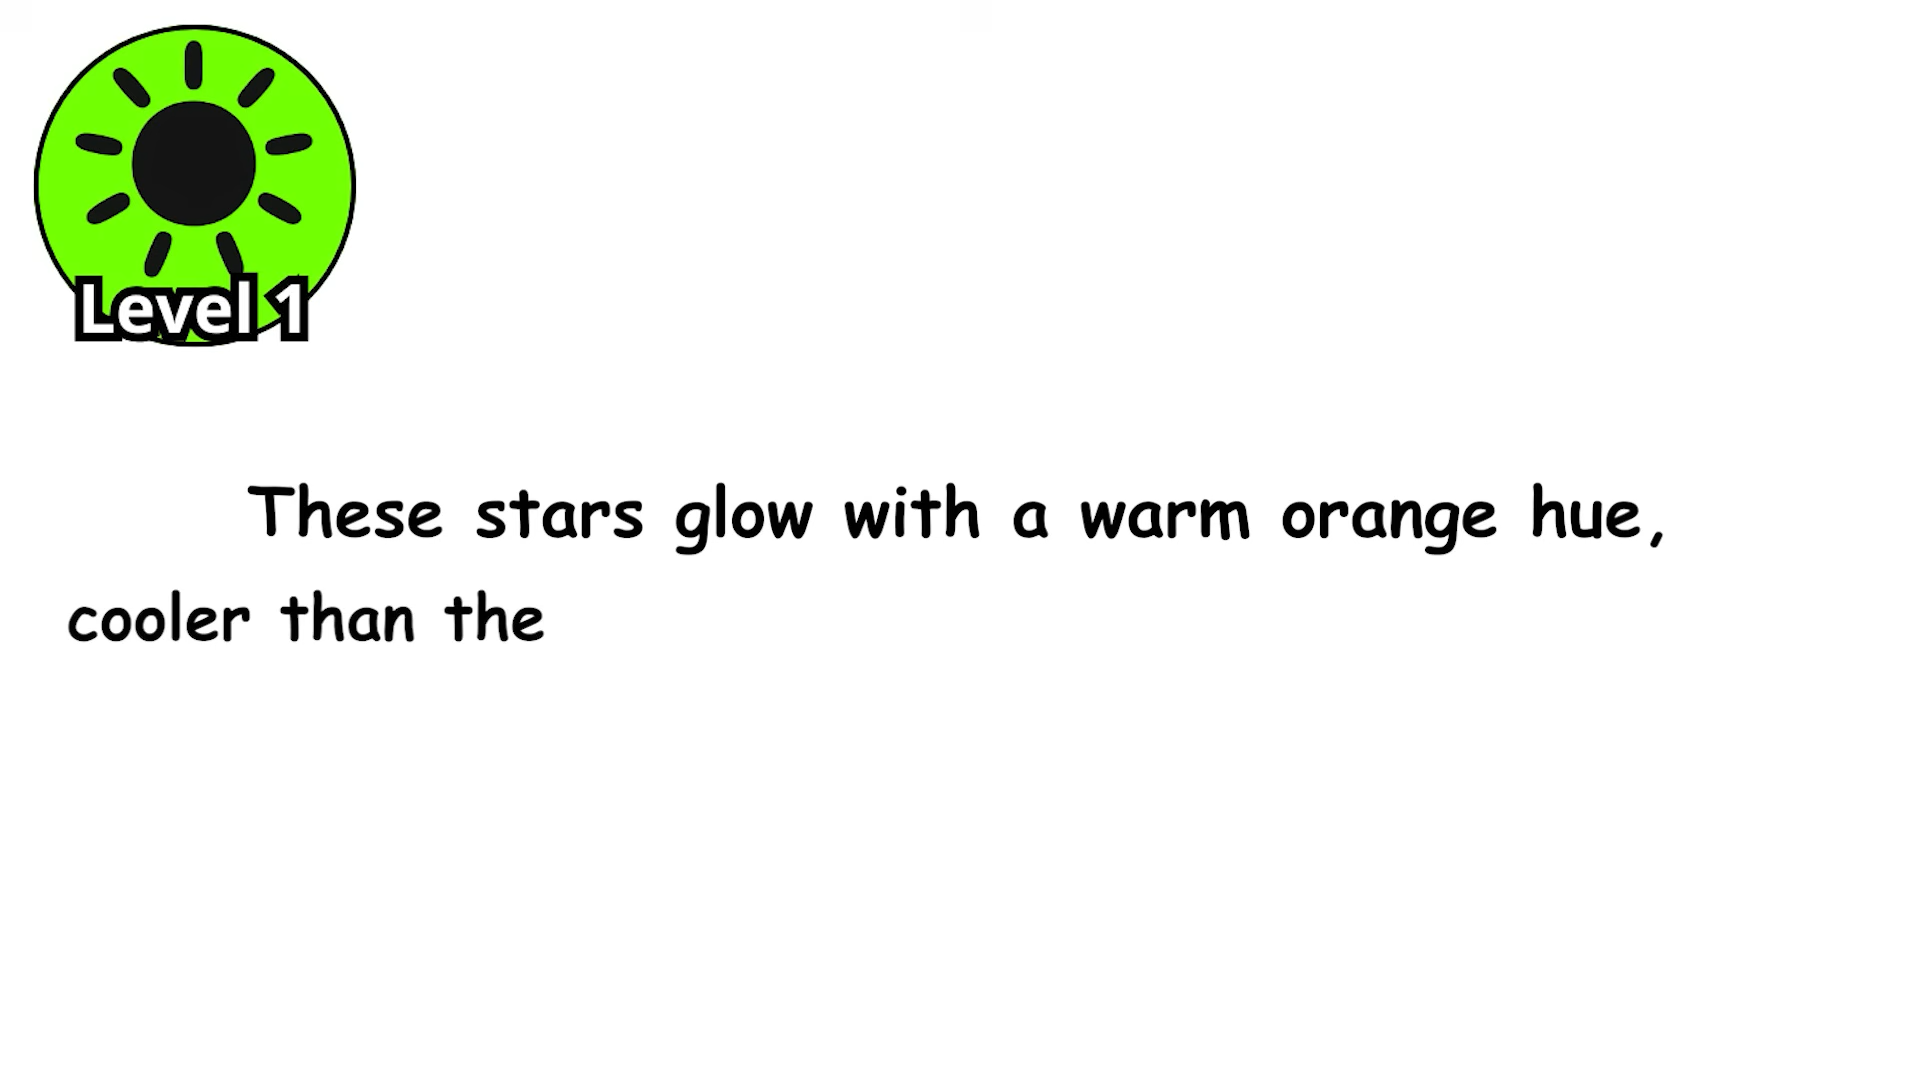 Level 1
These stars glow with a warm orange hue,
cooler than the